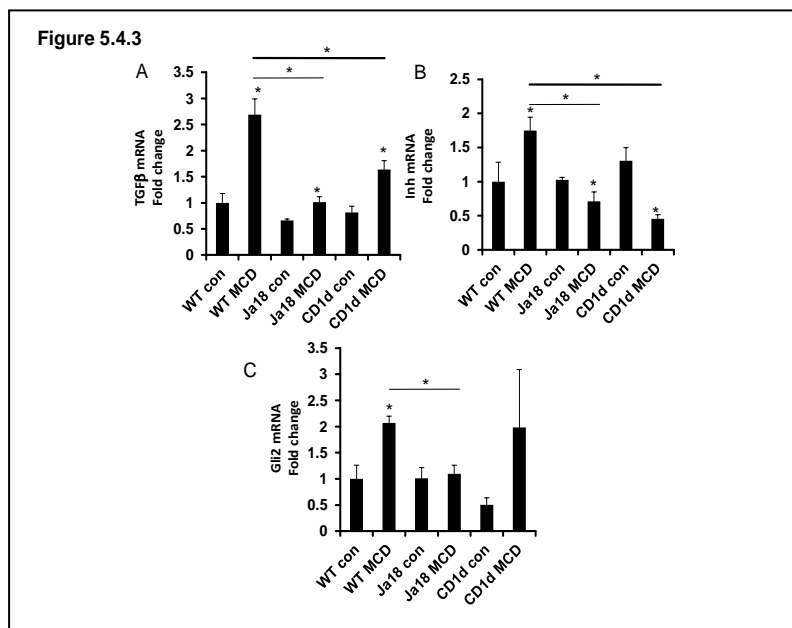 Figure 5.4.3
A
TGFβ mRNA
Fold change
3.5
3
2.5
2
1.5
1
0.5
0
*
*
*
*
*
WT con
WT MCD
Ja18 con
Ja18 MCD
CD1d con
CD1d MCD
B
Inh mRNA
Fold change
2.5
2
1.5
1
0.5
0
*
*
*
*
*
WT con
WT MCD
Ja18 con
Ja18 MCD
CD1d con
CD1d MCD
C
Gli2 mRNA
Fold change
3.5
3
2.5
2
1.5
1
0.5
0
*
*
WT con
WT MCD
Ja18 con
Ja18 MCD
CD1d con
CD1d MCD